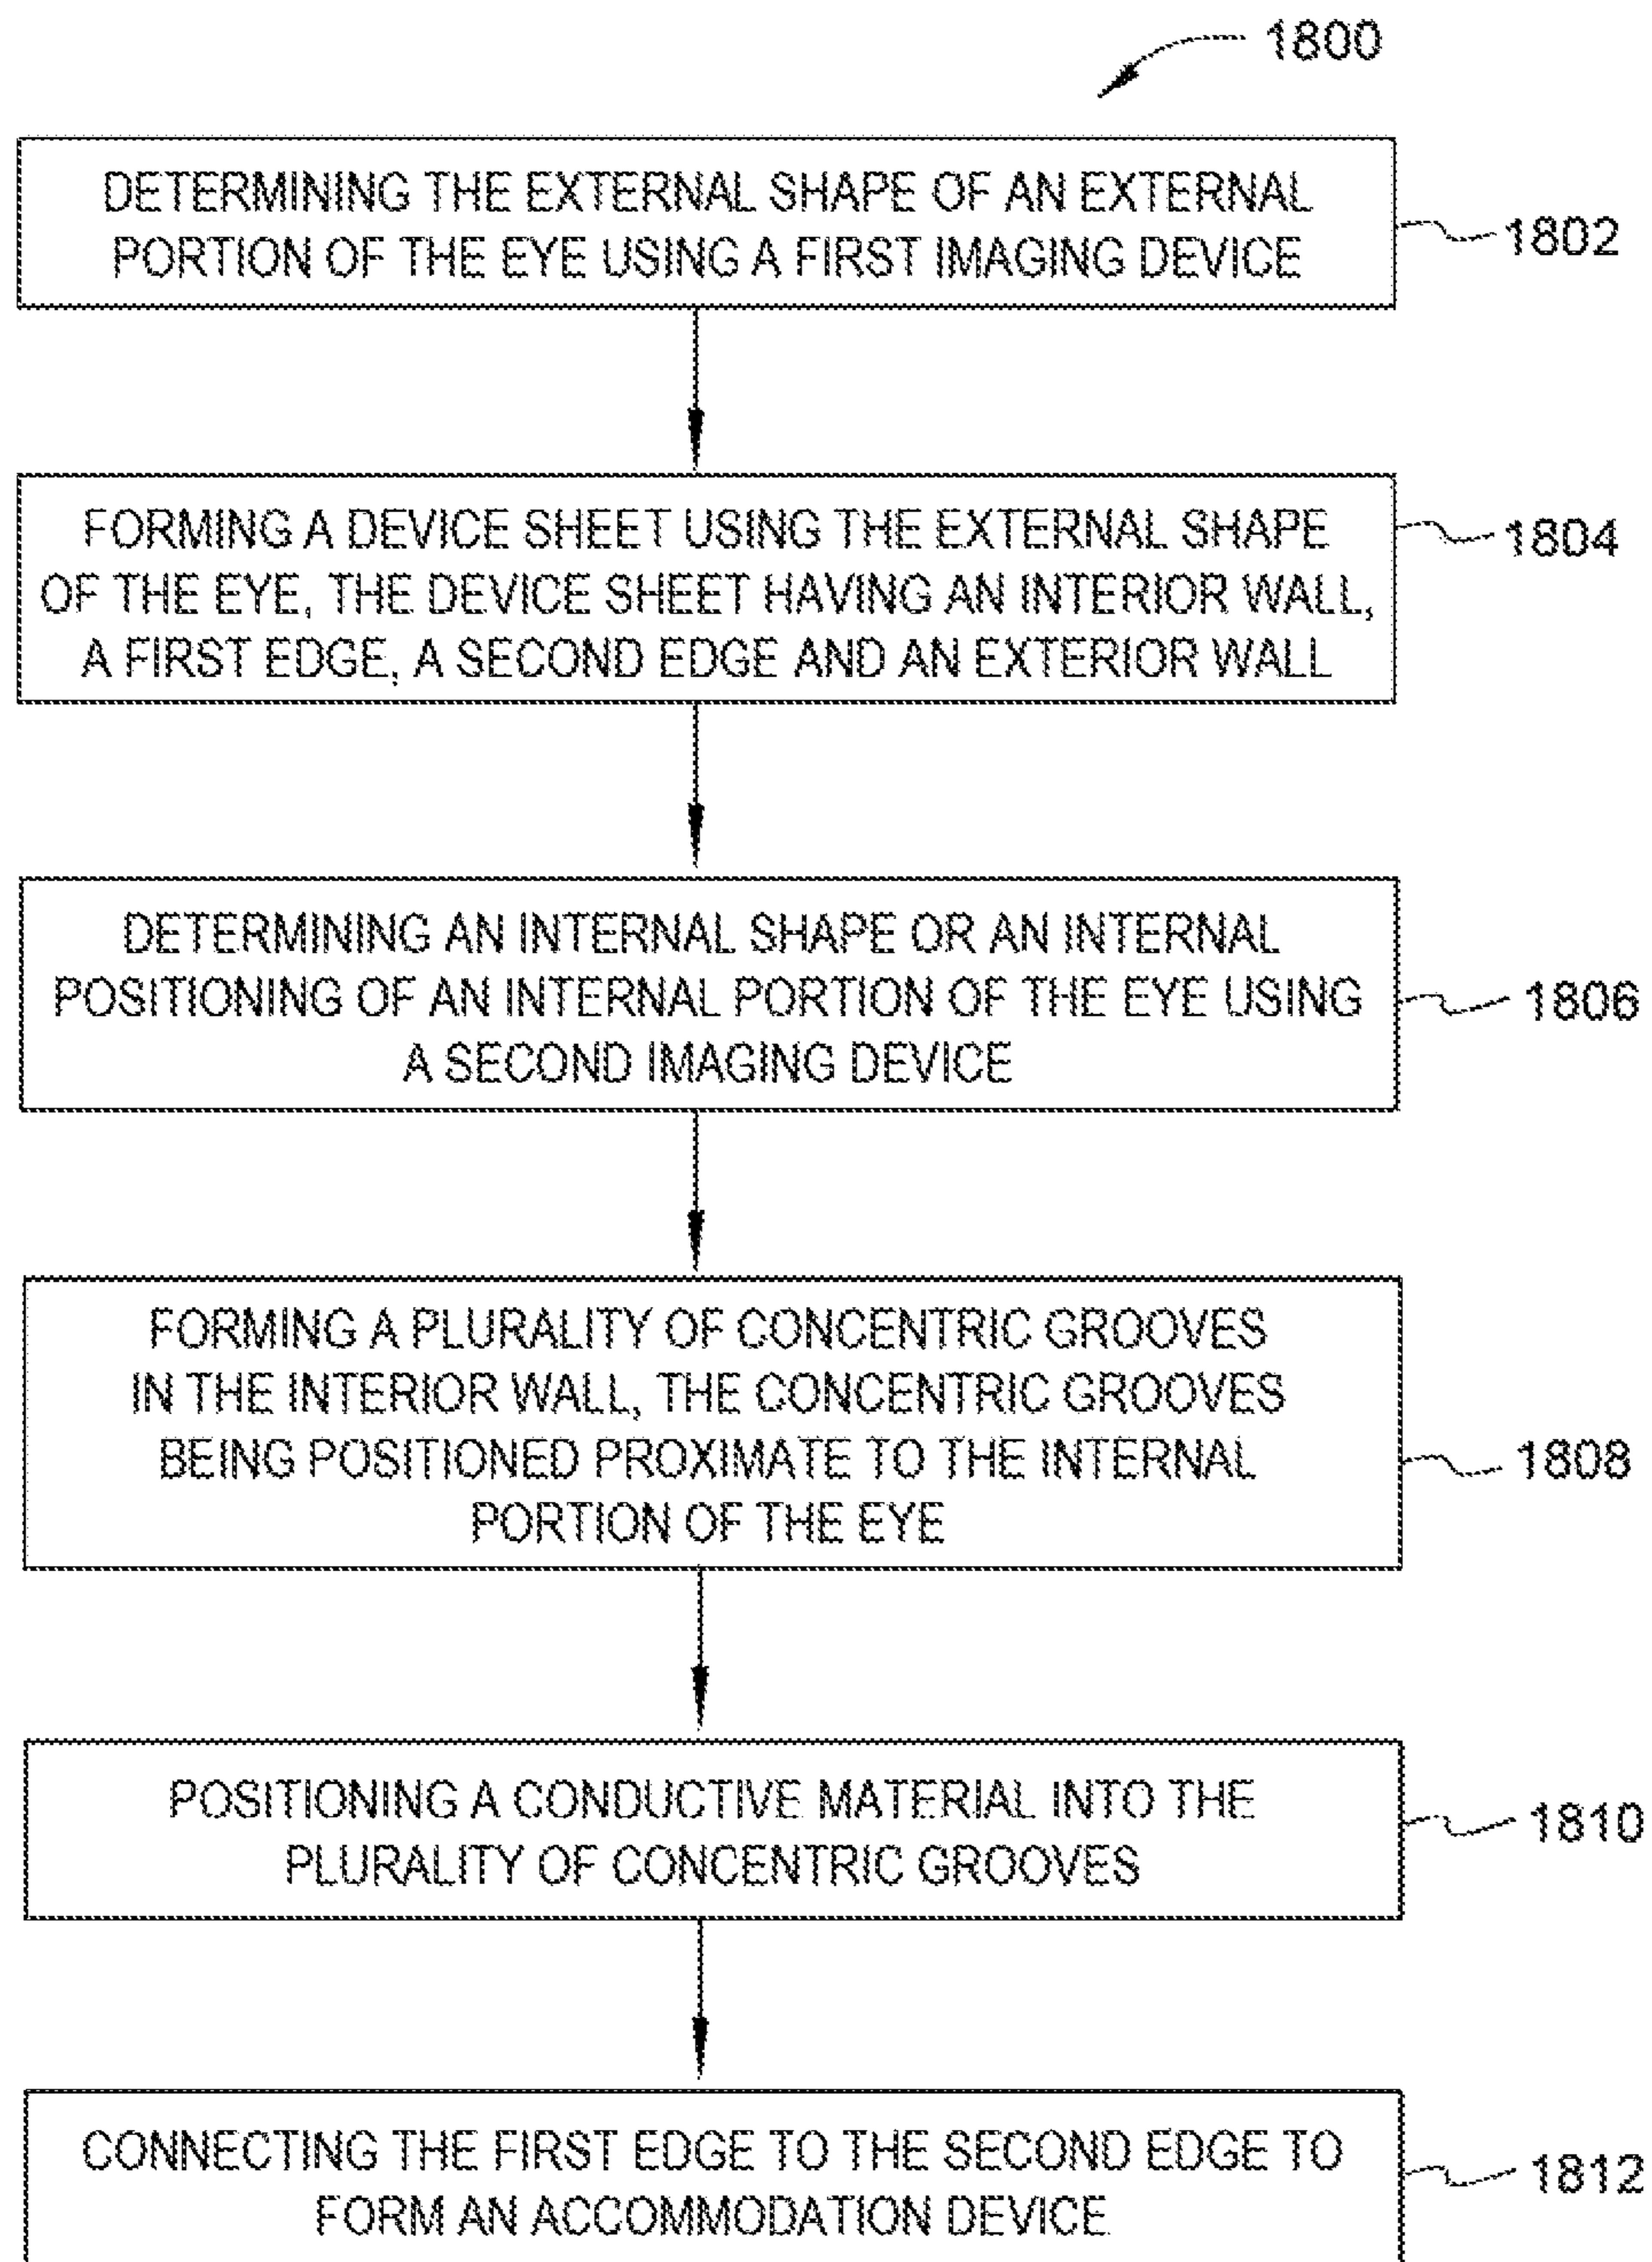 1800
DETERMINING THE EXTERNAL SHAPE OF AN EXTERNAL
PORTION OF THE EYE USING A FIRST IMAGING DEVICE
1802
FORMING A DEVICE SHEET USING THE EXTERNAL SHAPE
OF THE EYE, THE DEVICE SHEET HAVING AN INTERIOR WALL,
A FIRST EDGE, A SECOND EDGE AND AN EXTERIOR WALL
1804
DETERMINING AN INTERNAL SHAPE OR AN INTERNAL
POSITIONING OF AN INTERNAL PORTION OF THE EYE USING
A SECOND IMAGING DEVICE
1806
FORMING A PLURALITY OF CONCENTRIC GROOVES
IN THE INTERIOR WALL, THE CONCENTRIC GROOVES
BEING POSITIONED PROXIMATE TO THE INTERNAL
PORTION OF THE EYE
1808
POSITIONING A CONDUCTIVE MATERIAL INTO THE
PLURALITY OF CONCENTRIC GROOVES
1810
CONNECTING THE FIRST EDGE TO THE SECOND EDGE TO
FORM AN ACCOMMODATION DEVICE
1812